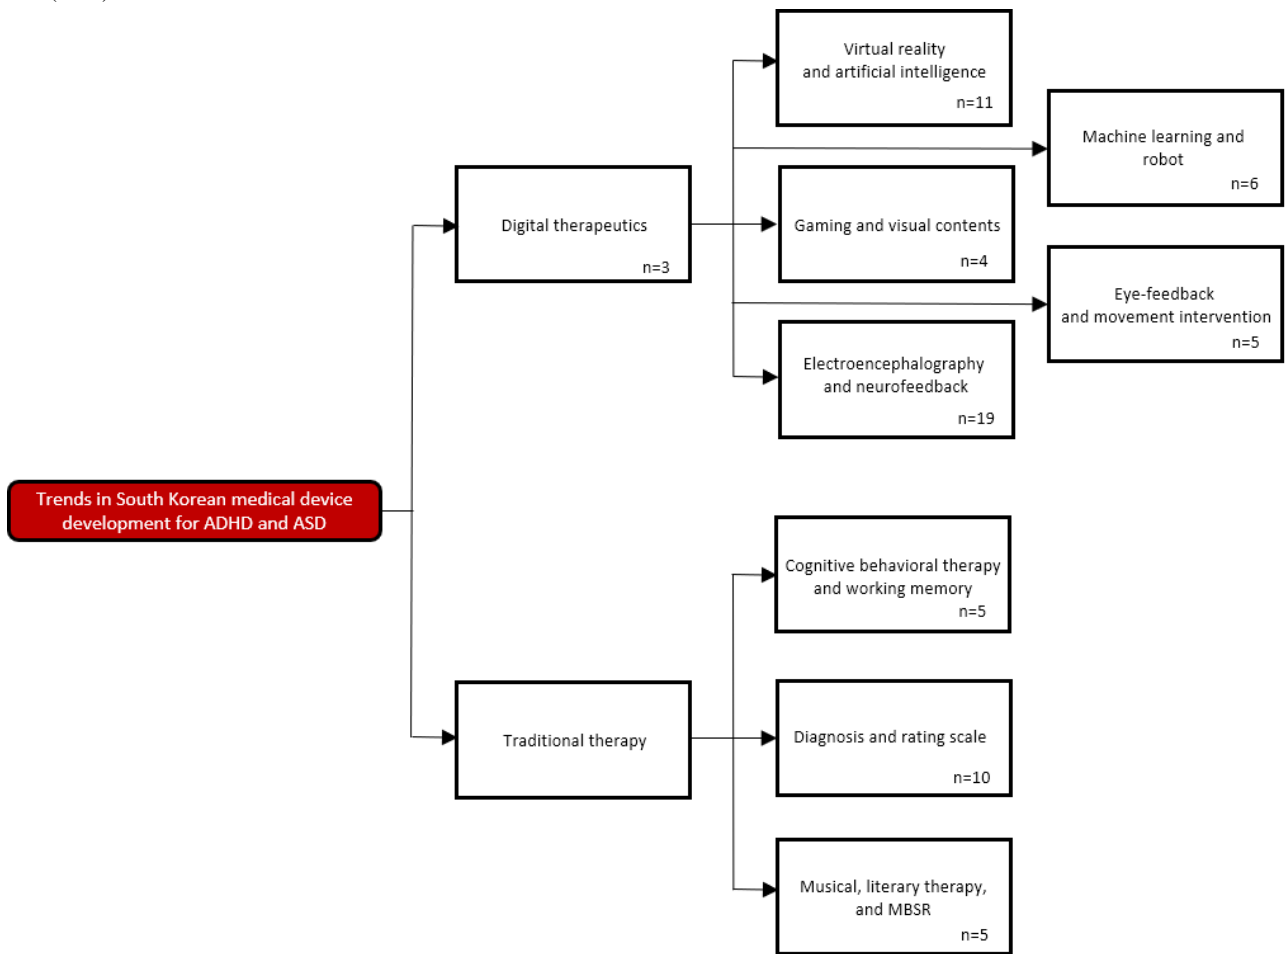 Virtual reality
and artificial intelligence
n=11
Machine learning and
robot
n=6
Digital therapeutics
n=3
Gaming and visual contents
n=4
Eye-feedback
and movement intervention
n=5
Electroencephalography
and neurofeedback
n=19
Trends in South Korean medical device
development for ADHD and ASD
Cognitive behavioral therapy
and working memory
n=5
Traditional therapy
Diagnosis and rating scale
n=10
Musical, literary therapy,
and MBSR
n=5